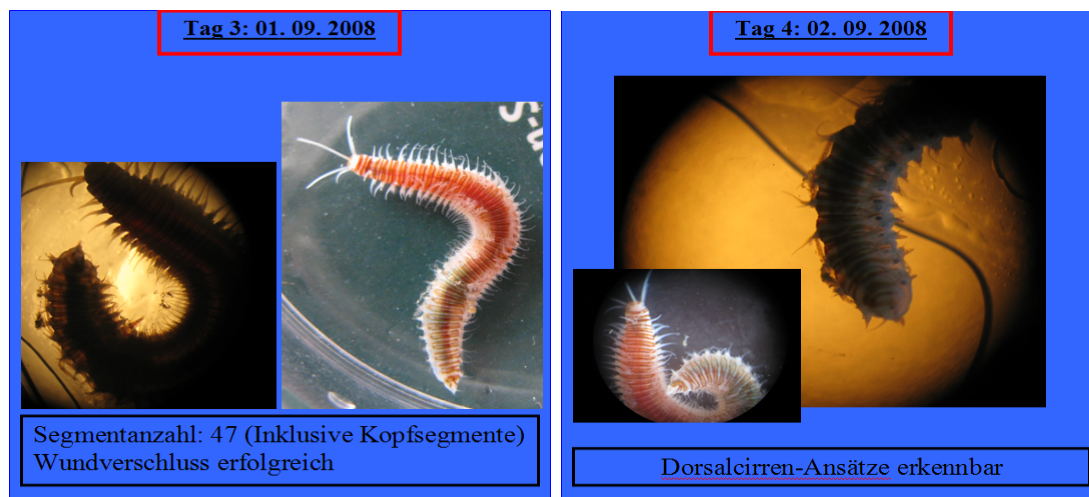 Tag 3: 01. 09. 2008
Segmentanzahl: 47 (Inklusive Kopfsegmente)
Wundverschluss erfolgreich
Tag 4: 02. 09. 2008
Dorsalcirren-Ansätze erkennbar